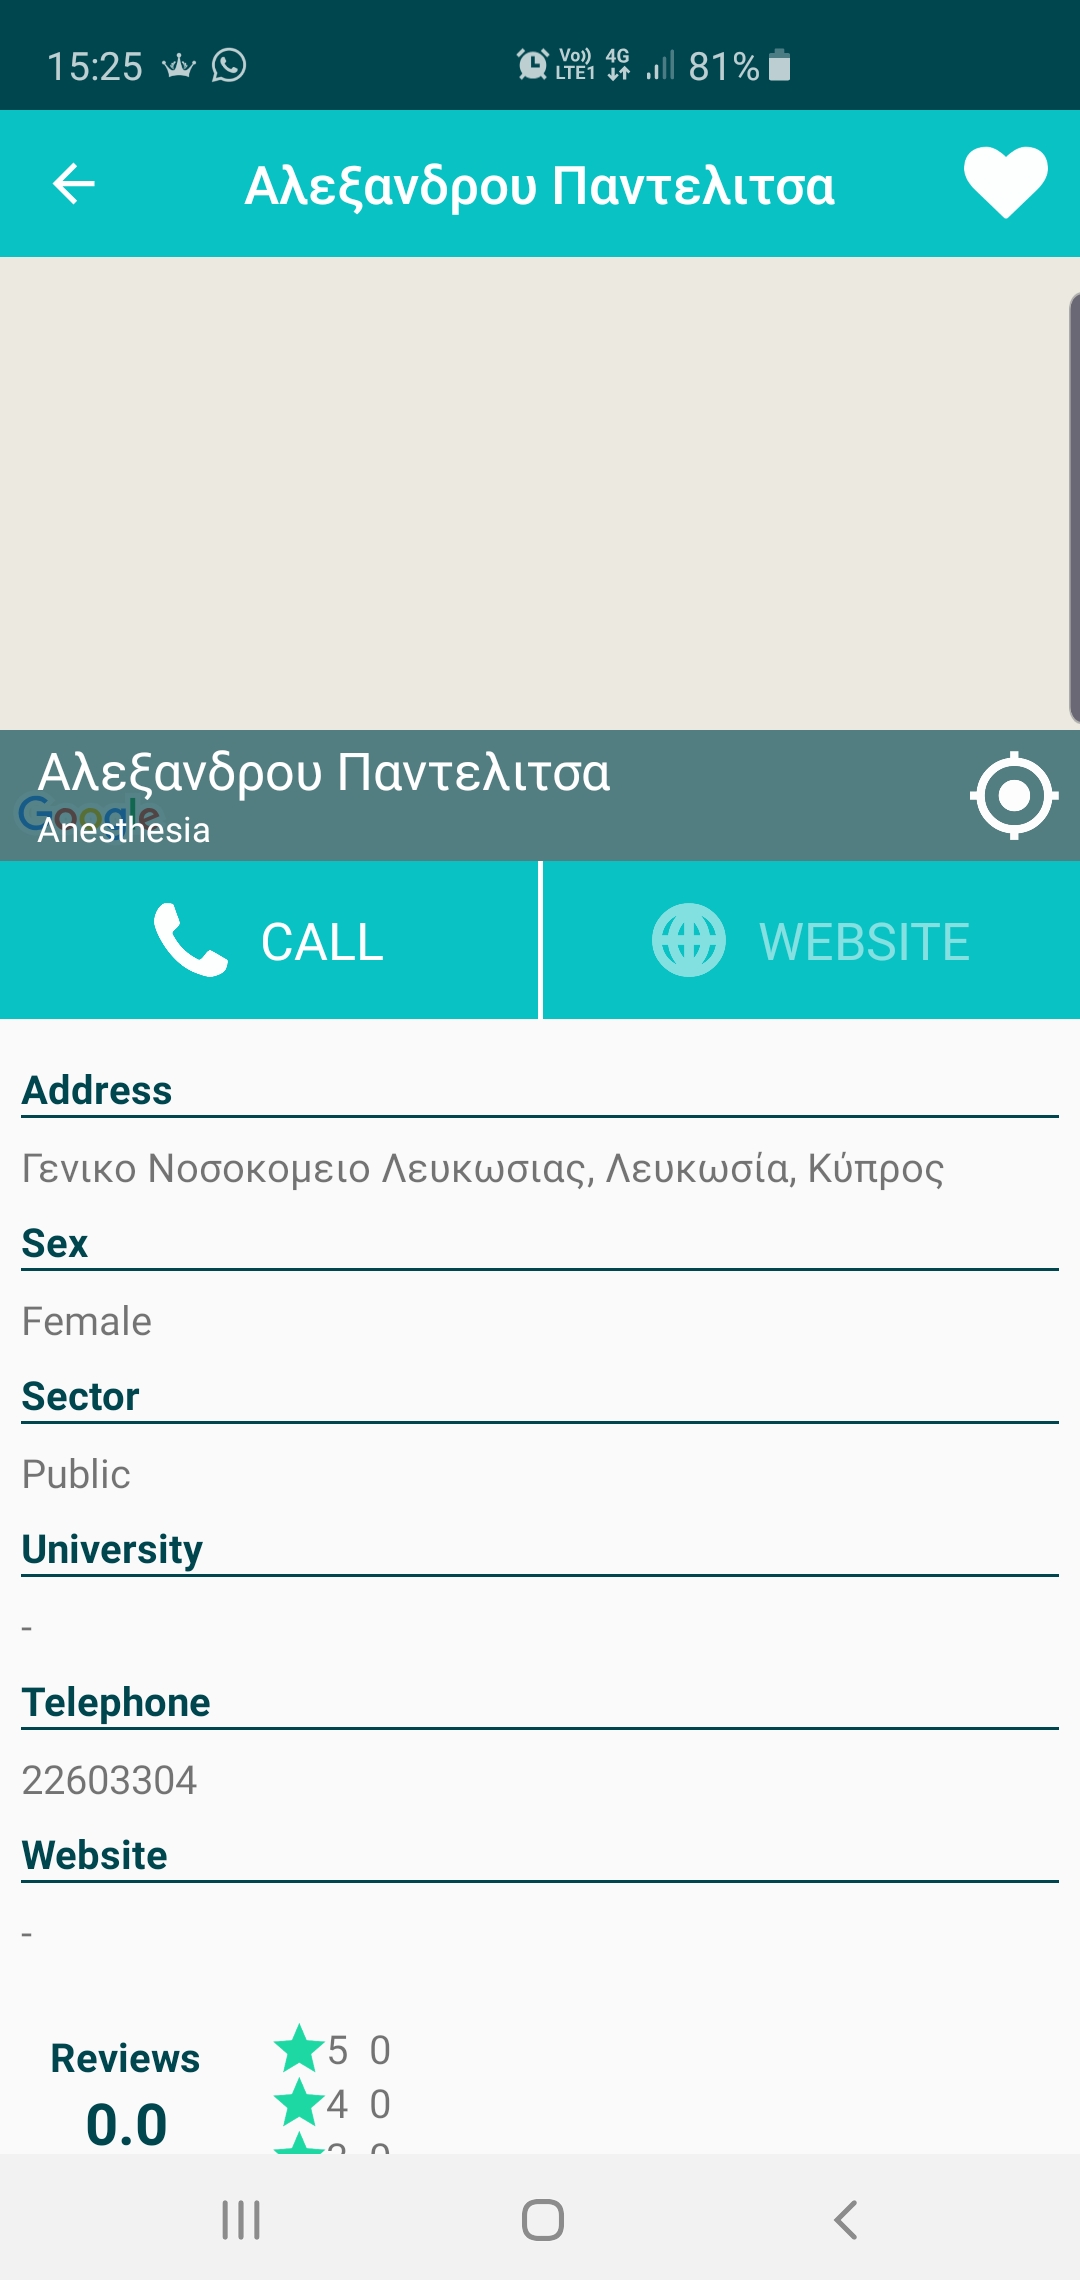 15:25 Vo)) LTE1 4G 81%
Αλεξανδρου Παντελιτσα
Αλεξανδρου Παντελιτσα
Google
Anesthesia
CALL WEBSITE
Address
Γενικο Νοσοκομειο Λευκωσιας, Λευκωσία, Κύπρος
Sex
Female
Sector
Public
University
-
Telephone
22603304
Website
-
Reviews
0.0
5 0
4 0